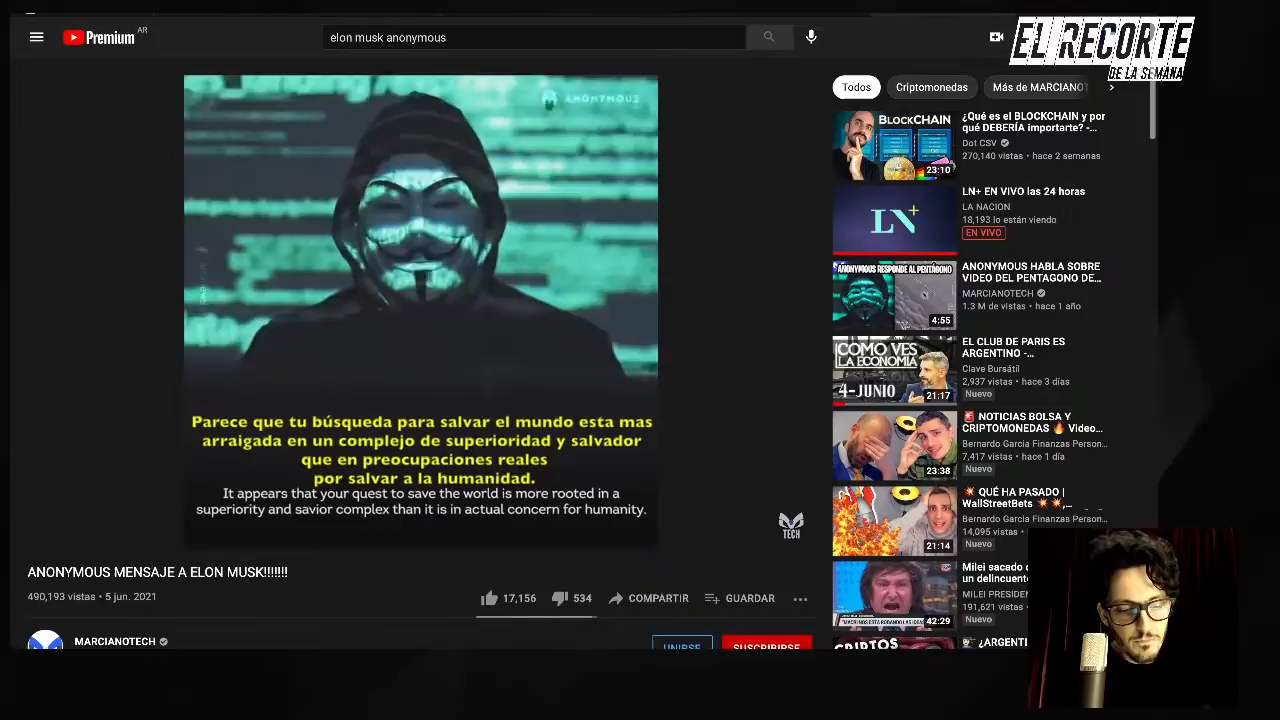 Premium AR
elon musk anonymous
EL RECORTE
DE LA SEMANA
ANONYMOUS
Parece que tu búsqueda para salvar el mundo esta mas
arraigada en un complejo de superioridad y salvador
que en preocupaciones reales
por salvar a la humanidad.
It appears that your quest to save the world is more rooted in a
superiority and savior complex than it is in actual concern for humanity.
TECH
ANONYMOUS MENSAJE A ELON MUSK!!!!!!!
490,193 vistas • 5 jun. 2021
17,156
534
COMPARTIR
GUARDAR
MARCIANOTECH
UNIRSE
SUSCRIBIRSE
Todos
Criptomonedas
Más de MARCIANOT
BLOCKCHAIN
23:10
¿Qué es el BLOCKCHAIN y por
qué DEBERÍA importarte? -...
Dot CSV
270,140 vistas • hace 2 semanas
LN+
LN+ EN VIVO las 24 horas
LA NACION
18,193 lo están viendo
EN VIVO
ANONYMOUS RESPONDE AL PENTÁGONO
4:55
ANONYMOUS HABLA SOBRE
VIDEO DEL PENTAGONO DE...
MARCIANOTECH
1.3 M de vistas • hace 1 año
COMO VES
LA ECONOMIA
4-JUNIO
21:17
EL CLUB DE PARIS ES
ARGENTINO -...
Clave Bursátil
2,937 vistas • hace 3 días
Nuevo
23:38
NOTICIAS BOLSA Y
CRIPTOMONEDAS 🔥 Video...
Bernardo Garcia Finanzas Person...
7,417 vistas • hace 1 día
Nuevo
21:14
💥 QUÉ HA PASADO |
WallStreetBets 💥💥,...
Bernardo Garcia Finanzas Person...
14,095 vistas •
Nuevo
42:29
Milei sacado
un delincuent
MILEI PRESIDEN
191,621 vistas
Nuevo
CRIPTOS
¿ARGENTI